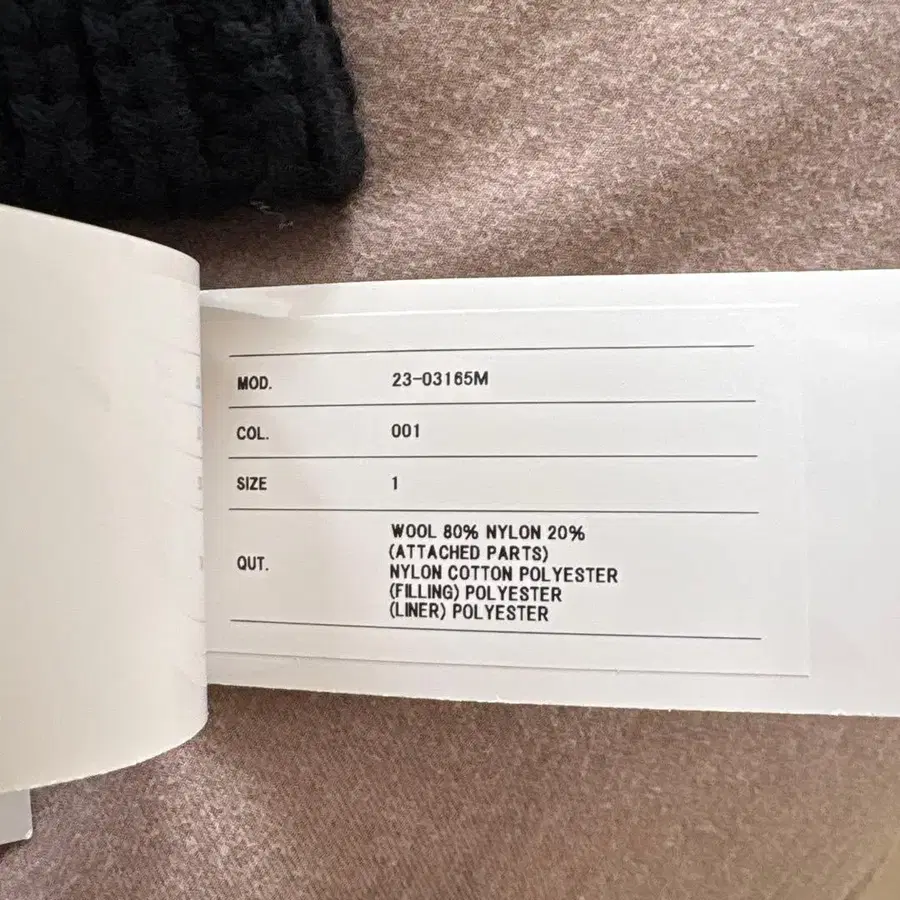 MOD. 23-03165M
COL. 001
SIZE 1
QUT. WOOL 80% NYLON 20%
(ATTACHED PARTS)
NYLON COTTON POLYESTER
(FILLING) POLYESTER
(LINER) POLYESTER